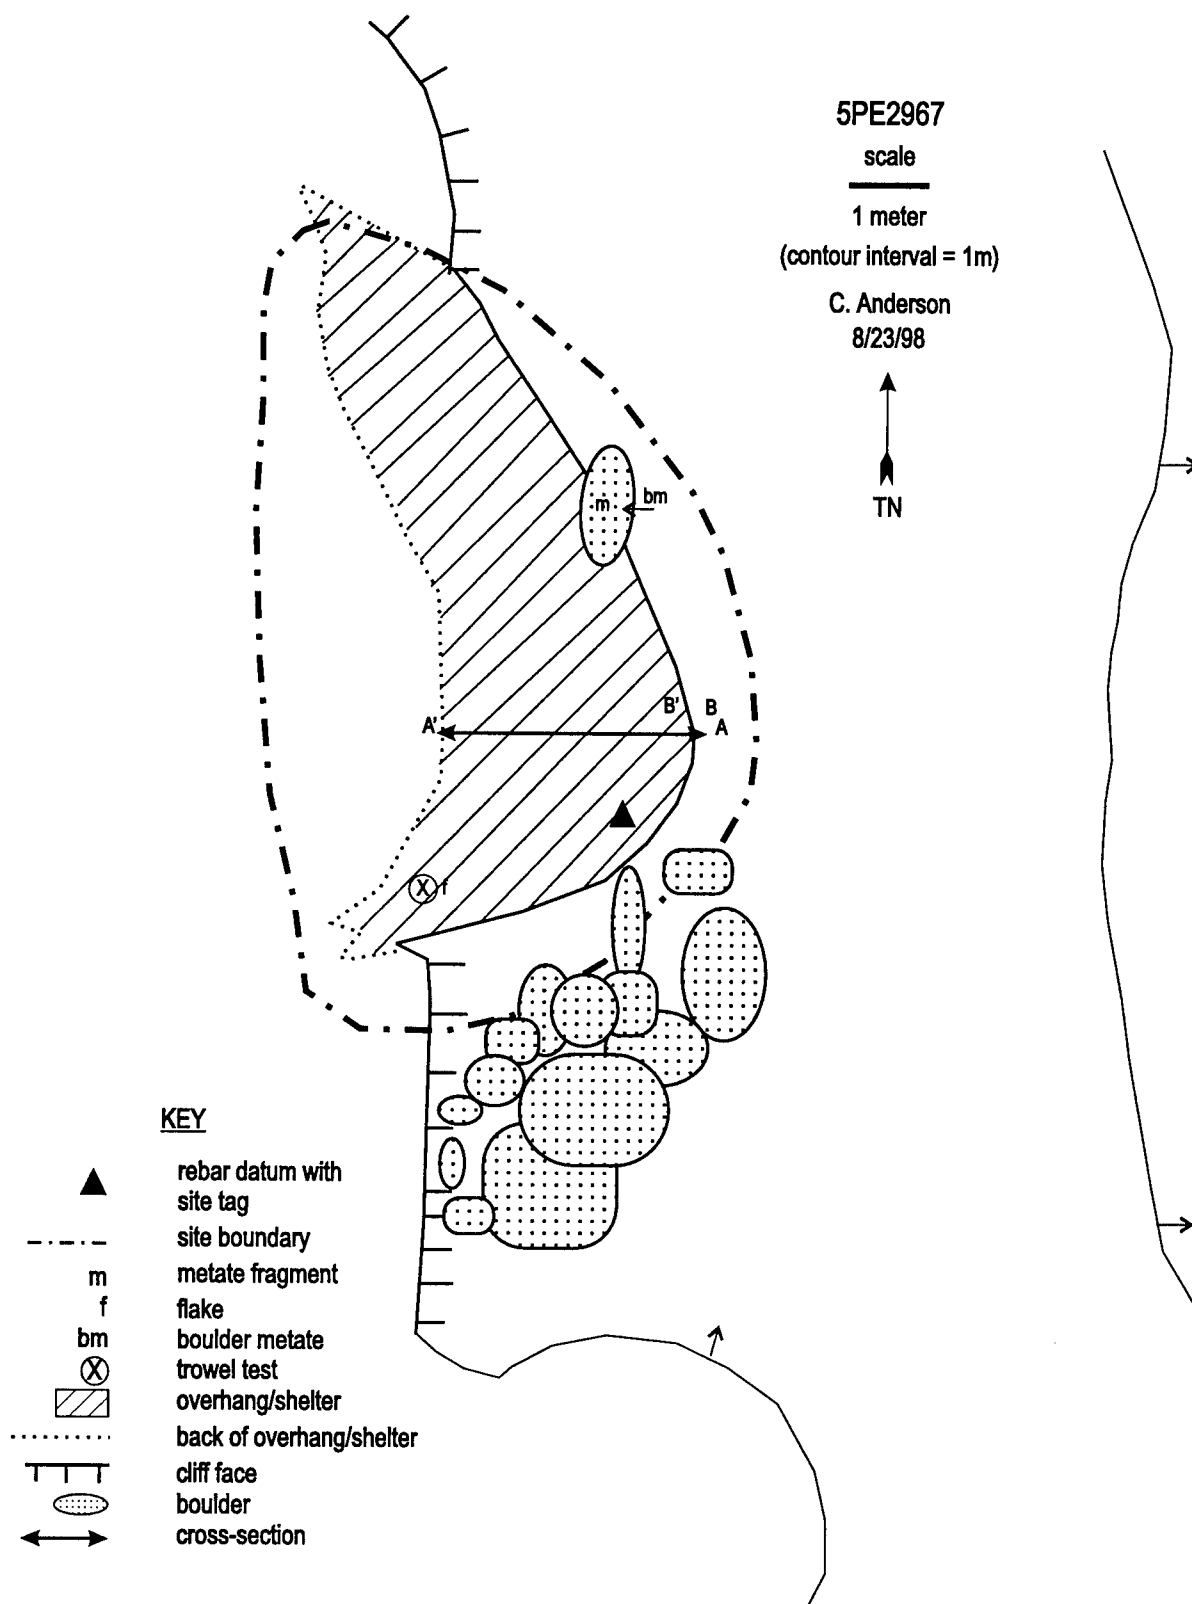 5PE2967
scale
1 meter
(contour interval = 1m)
C. Anderson
8/23/98
TN
m
bm
B'
B
A'
A
X
f
KEY
rebar datum with
site tag
site boundary
m metate fragment
f flake
bm boulder metate
X trowel test
overhang/shelter
back of overhang/shelter
cliff face
boulder
cross-section